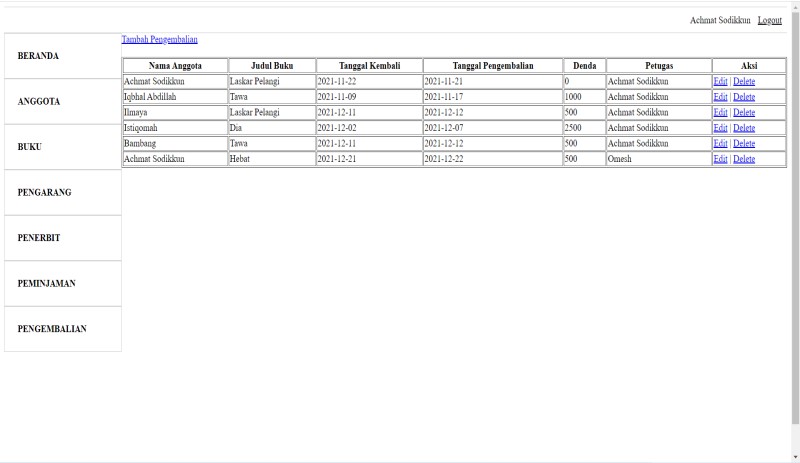 Achmat Sodikkun Logout
BERANDA
ANGGOTA
BUKU
PENGARANG
PENERBIT
PEMINJAMAN
PENGEMBALIAN
Tambah Pengembalian
Nama Anggota Judul Buku Tanggal Kembali Tanggal Pengembalian Denda Petugas Aksi
Achmat Sodikkun Laskar Pelangi 2021-11-22 2021-11-21 0 Achmat Sodikkun Edit | Delete
Iqbhal Abdillah Tawa 2021-11-09 2021-11-17 1000 Achmat Sodikkun Edit | Delete
Ilmaya Laskar Pelangi 2021-12-11 2021-12-12 500 Achmat Sodikkun Edit | Delete
Istiqomah Dia 2021-12-02 2021-12-07 2500 Achmat Sodikkun Edit | Delete
Bambang Tawa 2021-12-11 2021-12-12 500 Achmat Sodikkun Edit | Delete
Achmat Sodikkun Hebat 2021-12-21 2021-12-22 500 Omesh Edit | Delete